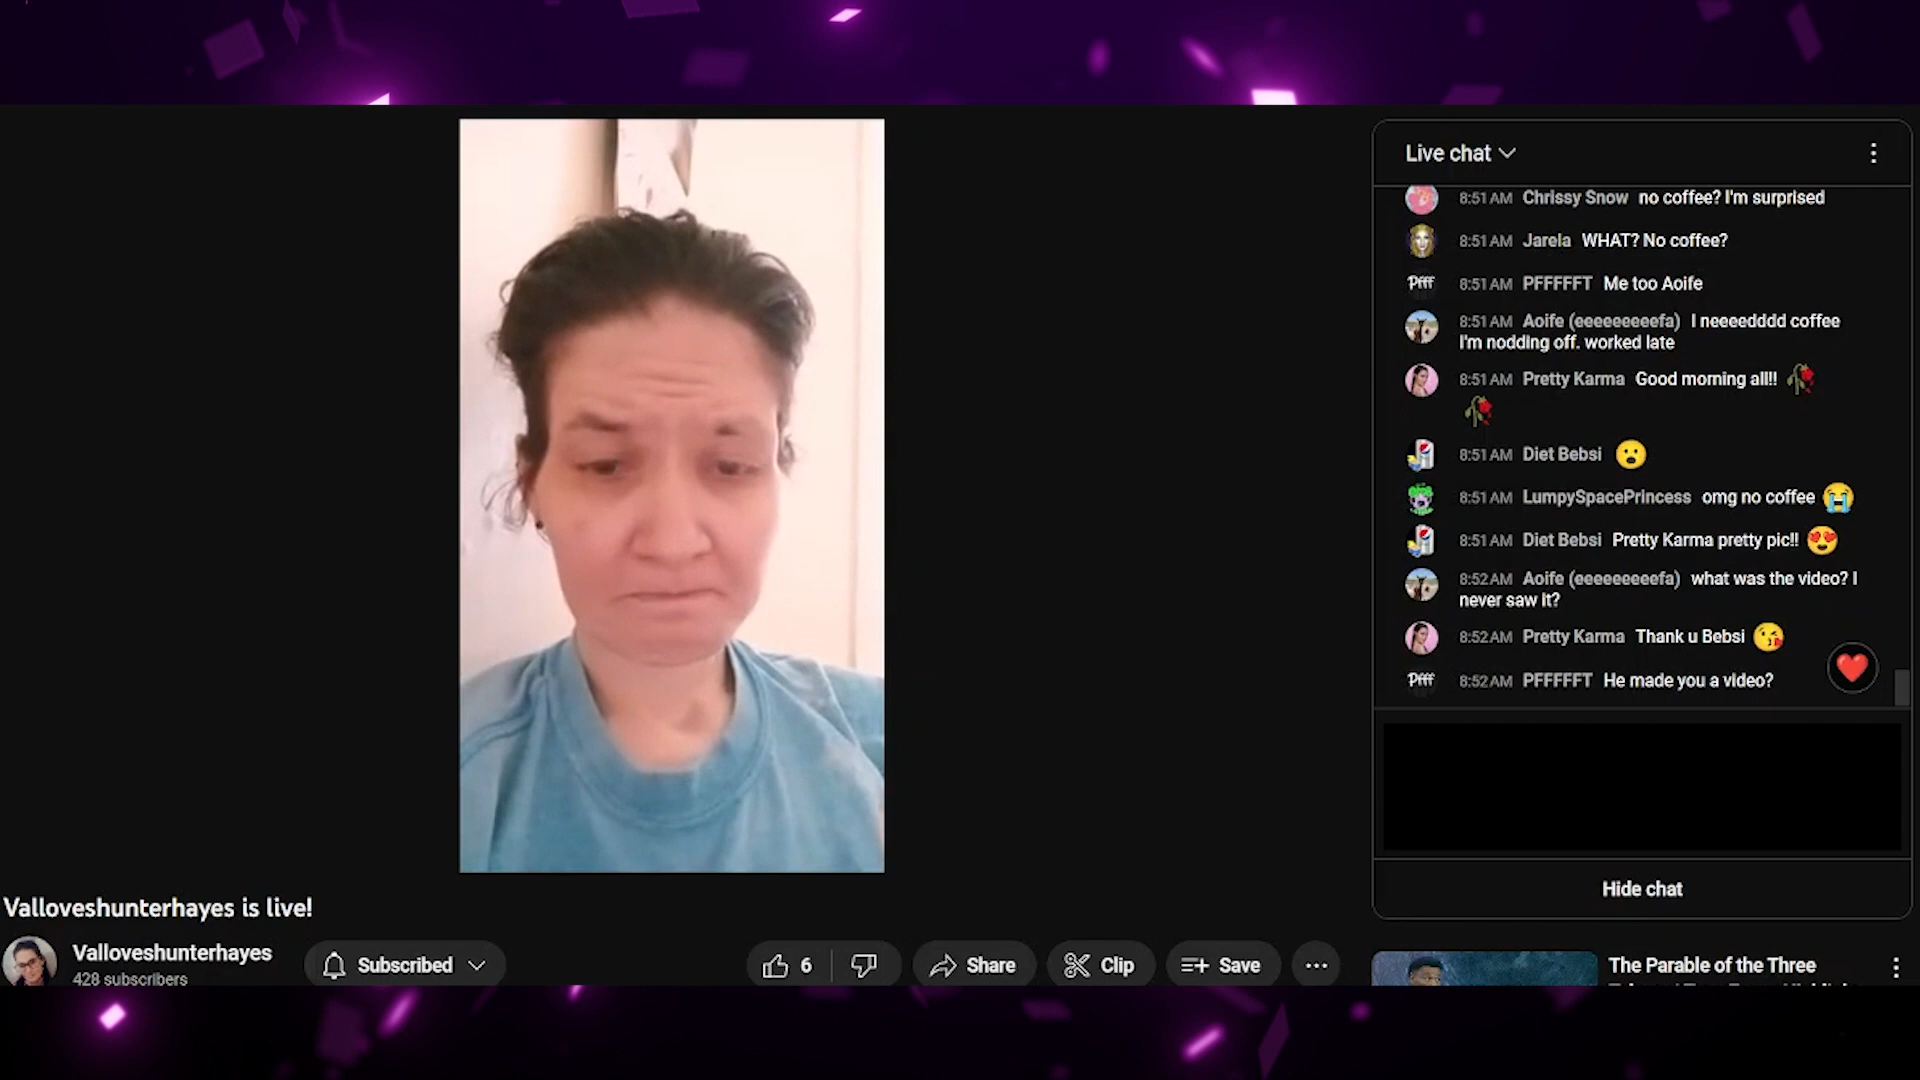 Live chat
8:51 AM Chrissy Snow no coffee? I'm surprised
8:51 AM Jarela WHAT? No coffee?
Pfff 8:51 AM PFFFFFT Me too Aoife
8:51 AM Aoife (eeeeeeeeefa) I neeeedddd coffee
I'm nodding off. worked late
8:51 AM Pretty Karma Good morning all!! 🥀
🥀
8:51 AM Diet Bebsi 😮
8:51 AM LumpySpacePrincess omg no coffee 😭
8:51 AM Diet Bebsi Pretty Karma pretty pic!! 😍
8:52 AM Aoife (eeeeeeeeefa) what was the video? I
never saw it?
8:52 AM Pretty Karma Thank u Bebsi 😘
Pfff 8:52 AM PFFFFFT He made you a video?
Hide chat
Valloveshunterhayes is live!
Valloveshunterhayes
428 subscribers
Subscribed
6
Share
Clip
Save
The Parable of the Three